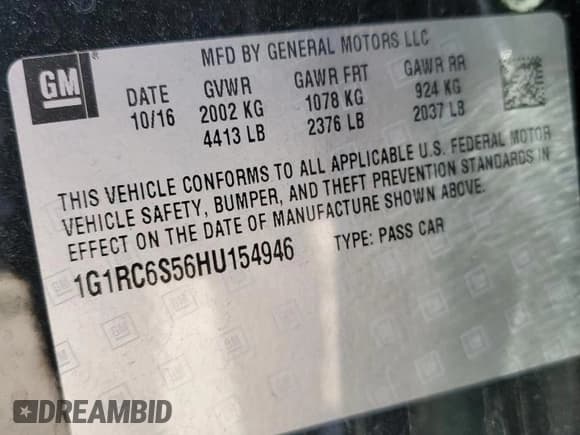 GM
MFD BY GENERAL MOTORS LLC
DATE GVWR GAWR FRT GAWR RR
10/16 2002 KG 1078 KG 924 KG
4413 LB 2376 LB 2037 LB
THIS VEHICLE CONFORMS TO ALL APPLICABLE U.S. FEDERAL MOTOR
VEHICLE SAFETY, BUMPER, AND THEFT PREVENTION STANDARDS IN
EFFECT ON THE DATE OF MANUFACTURE SHOWN ABOVE.
1G1RC6S56HU154946 TYPE: PASS CAR
DREAMBID